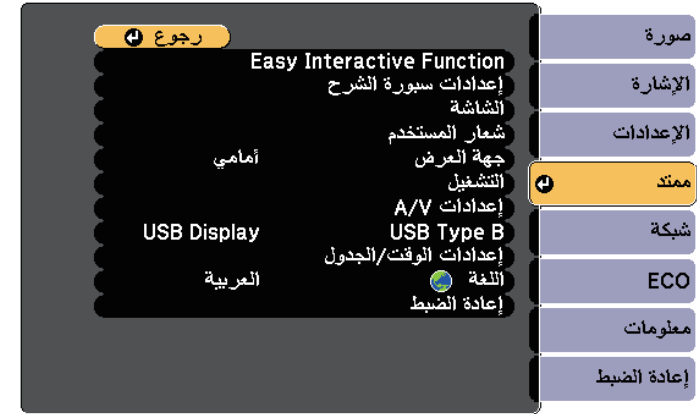 رجوع
Easy Interactive Function
إعدادات سبورة الشرح
الشاشة
شعار المستخدم
جهة العرض أمامي
التشغيل
إعدادات A/V
USB Type B USB Display
إعدادات الوقت/الجدول
اللغة العربية
إعادة الضبط
صورة
الإشارة
الإعدادات
ممتد
شبكة
ECO
معلومات
إعادة الضبط